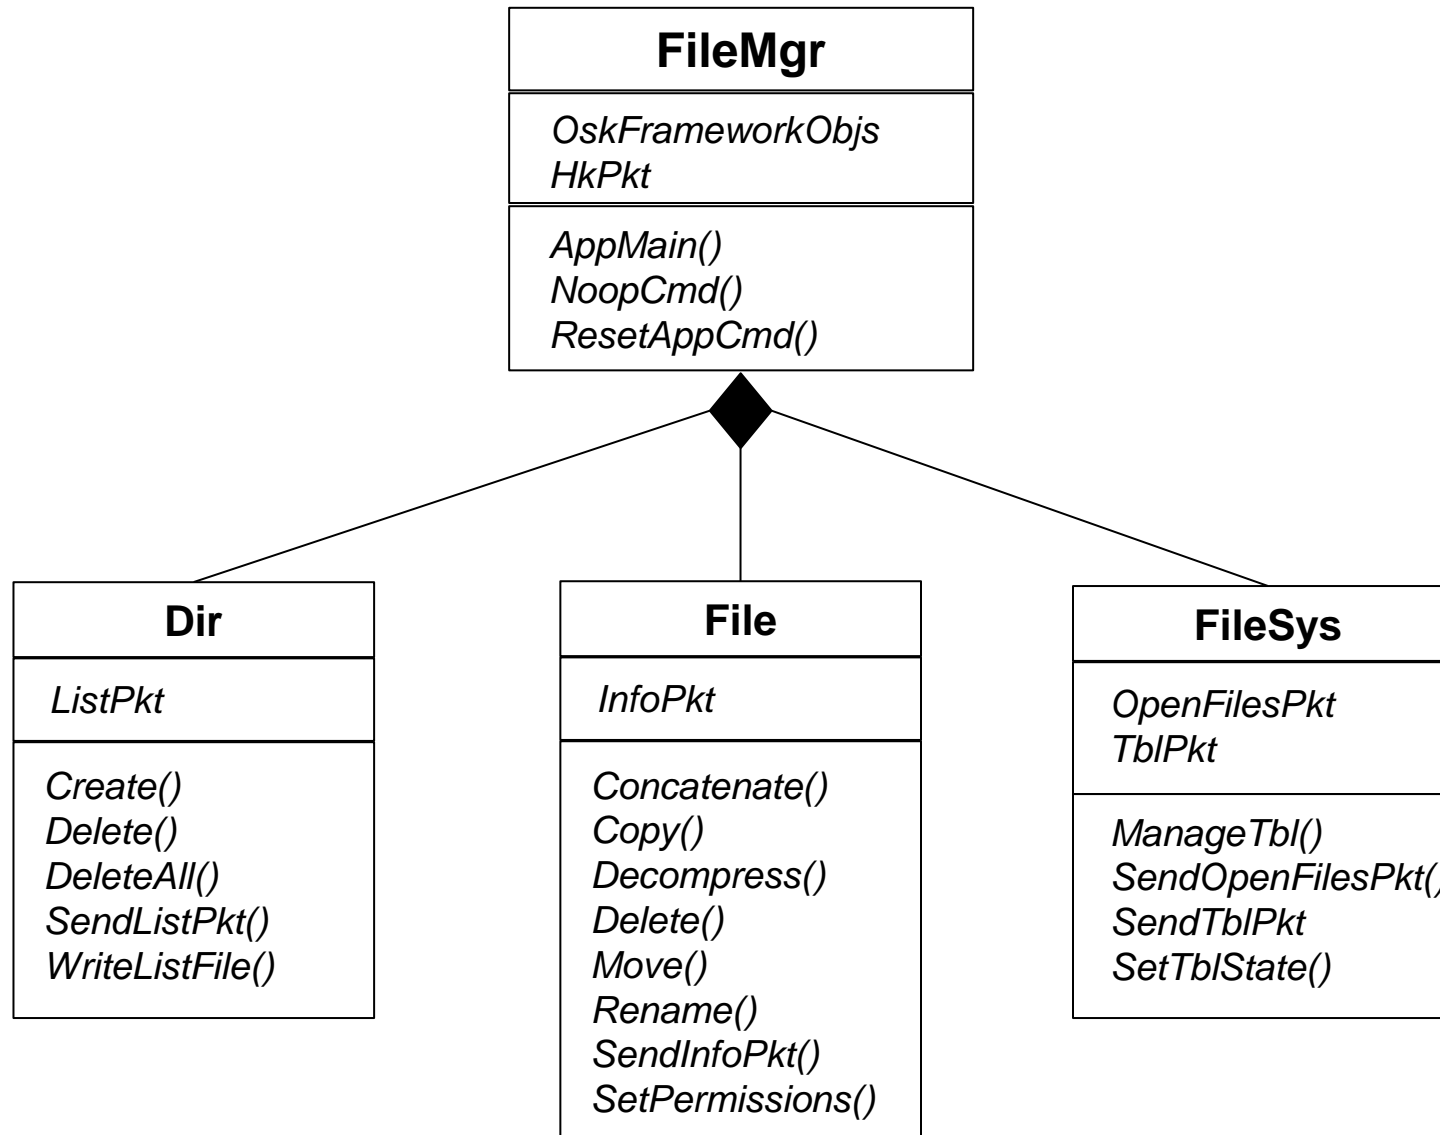 FileMgr
OskFrameworkObjs
HkPkt
AppMain()
NoopCmd()
ResetAppCmd()
Dir
ListPkt
Create()
Delete()
DeleteAll()
SendListPkt()
WriteListFile()
File
InfoPkt
Concatenate()
Copy()
Decompress()
Delete()
Move()
Rename()
SendInfoPkt()
SetPermissions()
FileSys
OpenFilesPkt
TblPkt
ManageTbl()
SendOpenFilesPkt()
SendTblPkt
SetTblState()